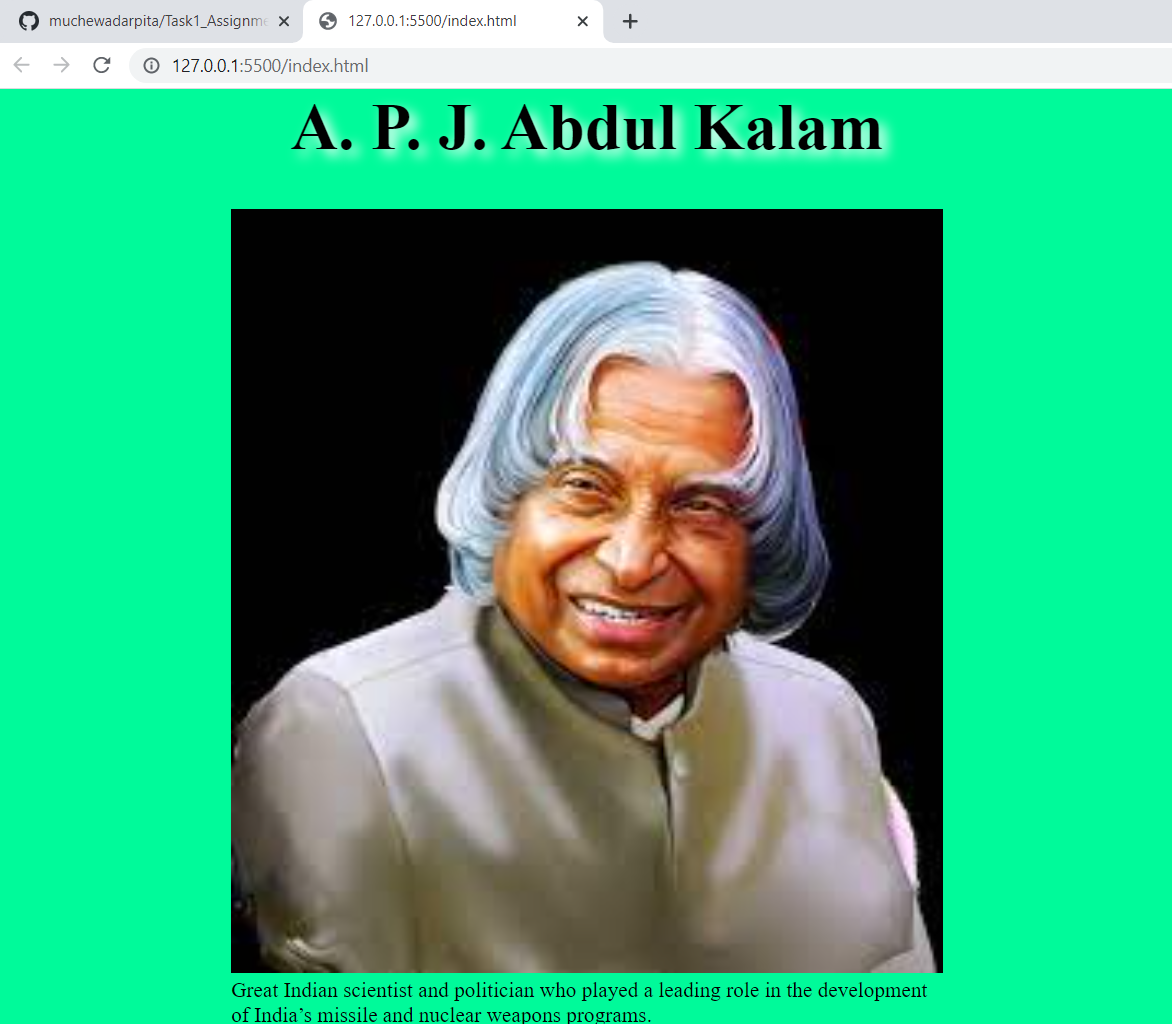 muchewadarpita/Task1_Assignme
127.0.0.1:5500/index.html
127.0.0.1:5500/index.html
A. P. J. Abdul Kalam
Great Indian scientist and politician who played a leading role in the development
of India’s missile and nuclear weapons programs.